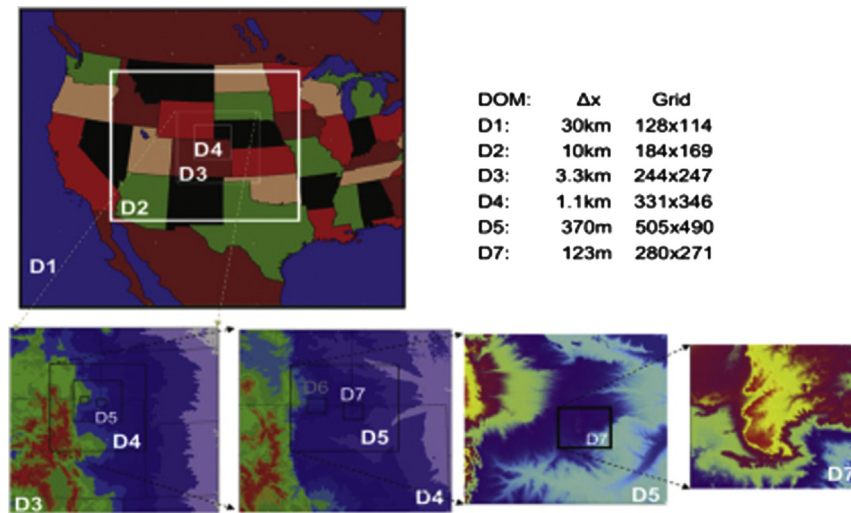 DOM: Δx Grid
D1: 30km 128x114
D2: 10km 184x169
D3: 3.3km 244x247
D4: 1.1km 331x346
D5: 370m 505x490
D7: 123m 280x271
D4
D3
D2
D1
D5
D4
D3
D6
D7
D5
D4
D7
D5
D7